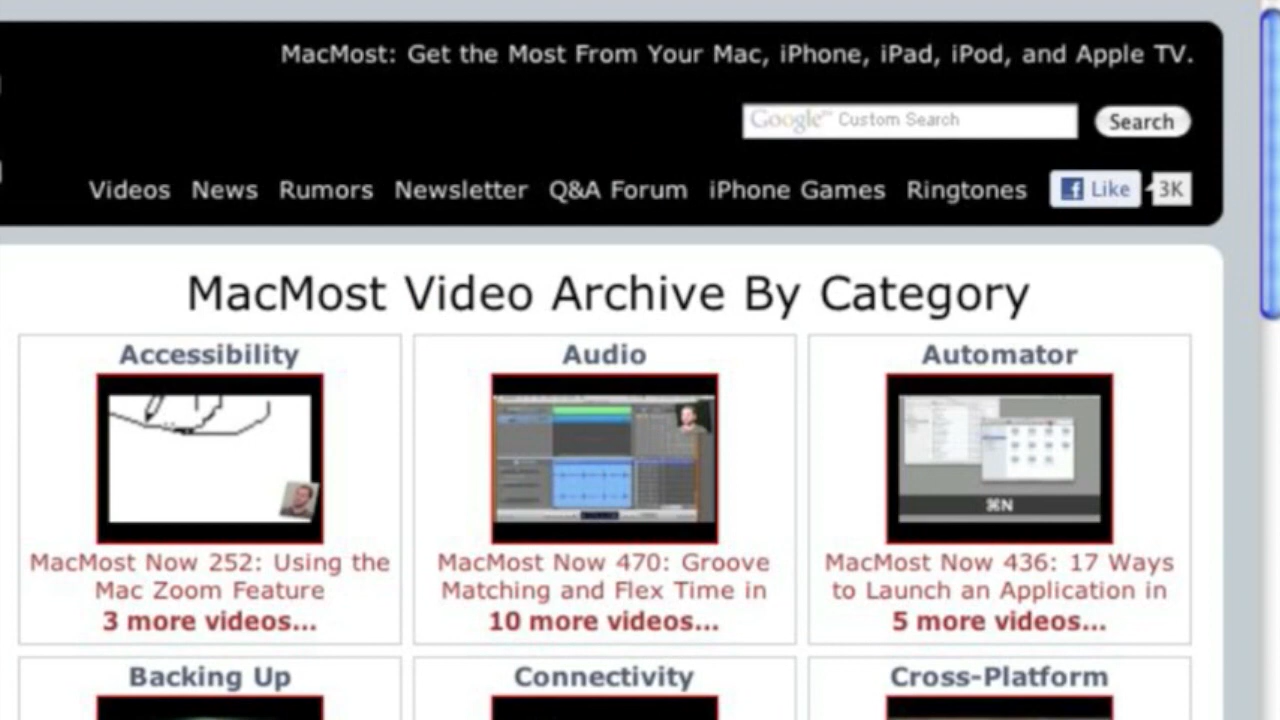 MacMost: Get the Most From Your Mac, iPhone, iPad, iPod, and Apple TV.
Google™ Custom Search
Search
Videos News Rumors Newsletter Q&A Forum iPhone Games Ringtones Like 3K
MacMost Video Archive By Category
Accessibility Audio Automator
⌘N
MacMost Now 252: Using the MacMost Now 470: Groove MacMost Now 436: 17 Ways
Mac Zoom Feature Matching and Flex Time in to Launch an Application in
3 more videos... 10 more videos... 5 more videos...
Backing Up Connectivity Cross-Platform